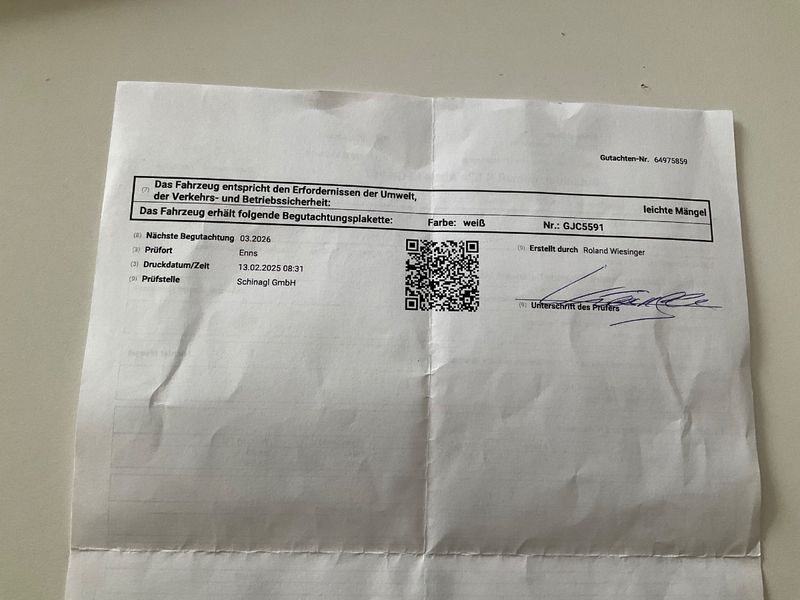 Gutachten-Nr. 64975859
(7) Das Fahrzeug entspricht den Erfordernissen der Umwelt,
der Verkehrs- und Betriebssicherheit: leichte Mängel
Das Fahrzeug erhält folgende Begutachtungsplakette: Farbe: weiß Nr.: GJC5591
(8) Nächste Begutachtung 03.2026
(3) Prüfort Enns
(3) Druckdatum/Zeit 13.02.2025 08:31
(9) Prüfstelle Schinagl GmbH
(9) Erstellt durch Roland Wiesinger
(9) Unterschrift des Prüfers